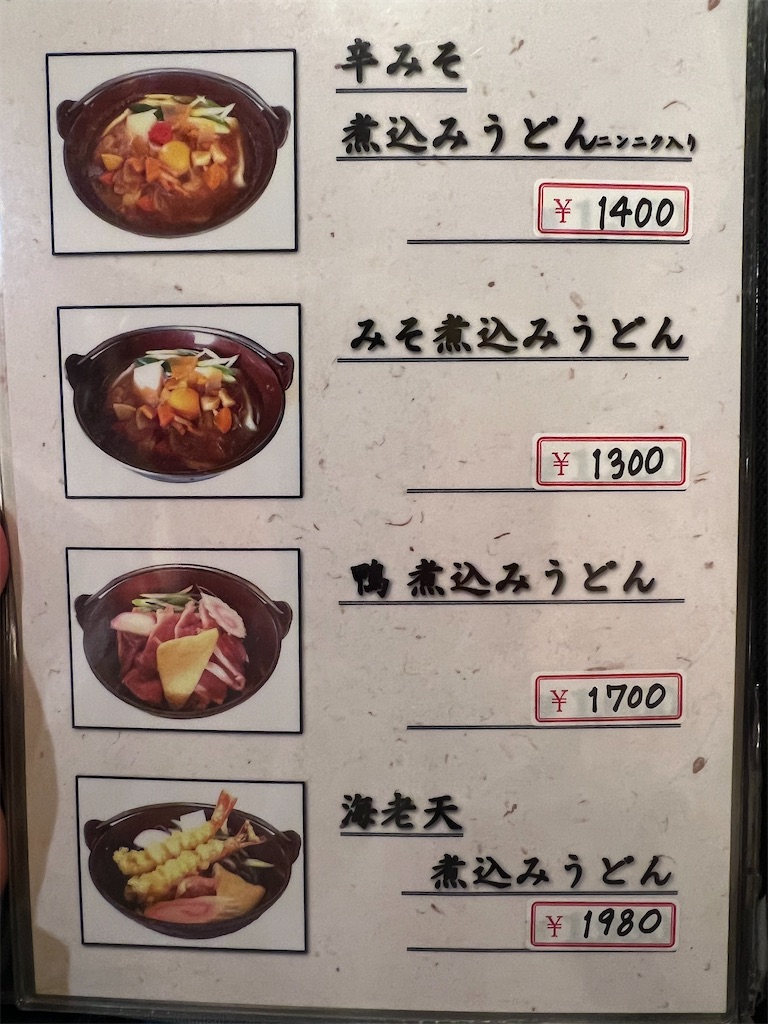 辛みそ
煮込みうどんニンニク入り
¥ 1400
みそ煮込みうどん
¥ 1300
鴨 煮込みうどん
¥ 1700
海老天
煮込みうどん
¥ 1980